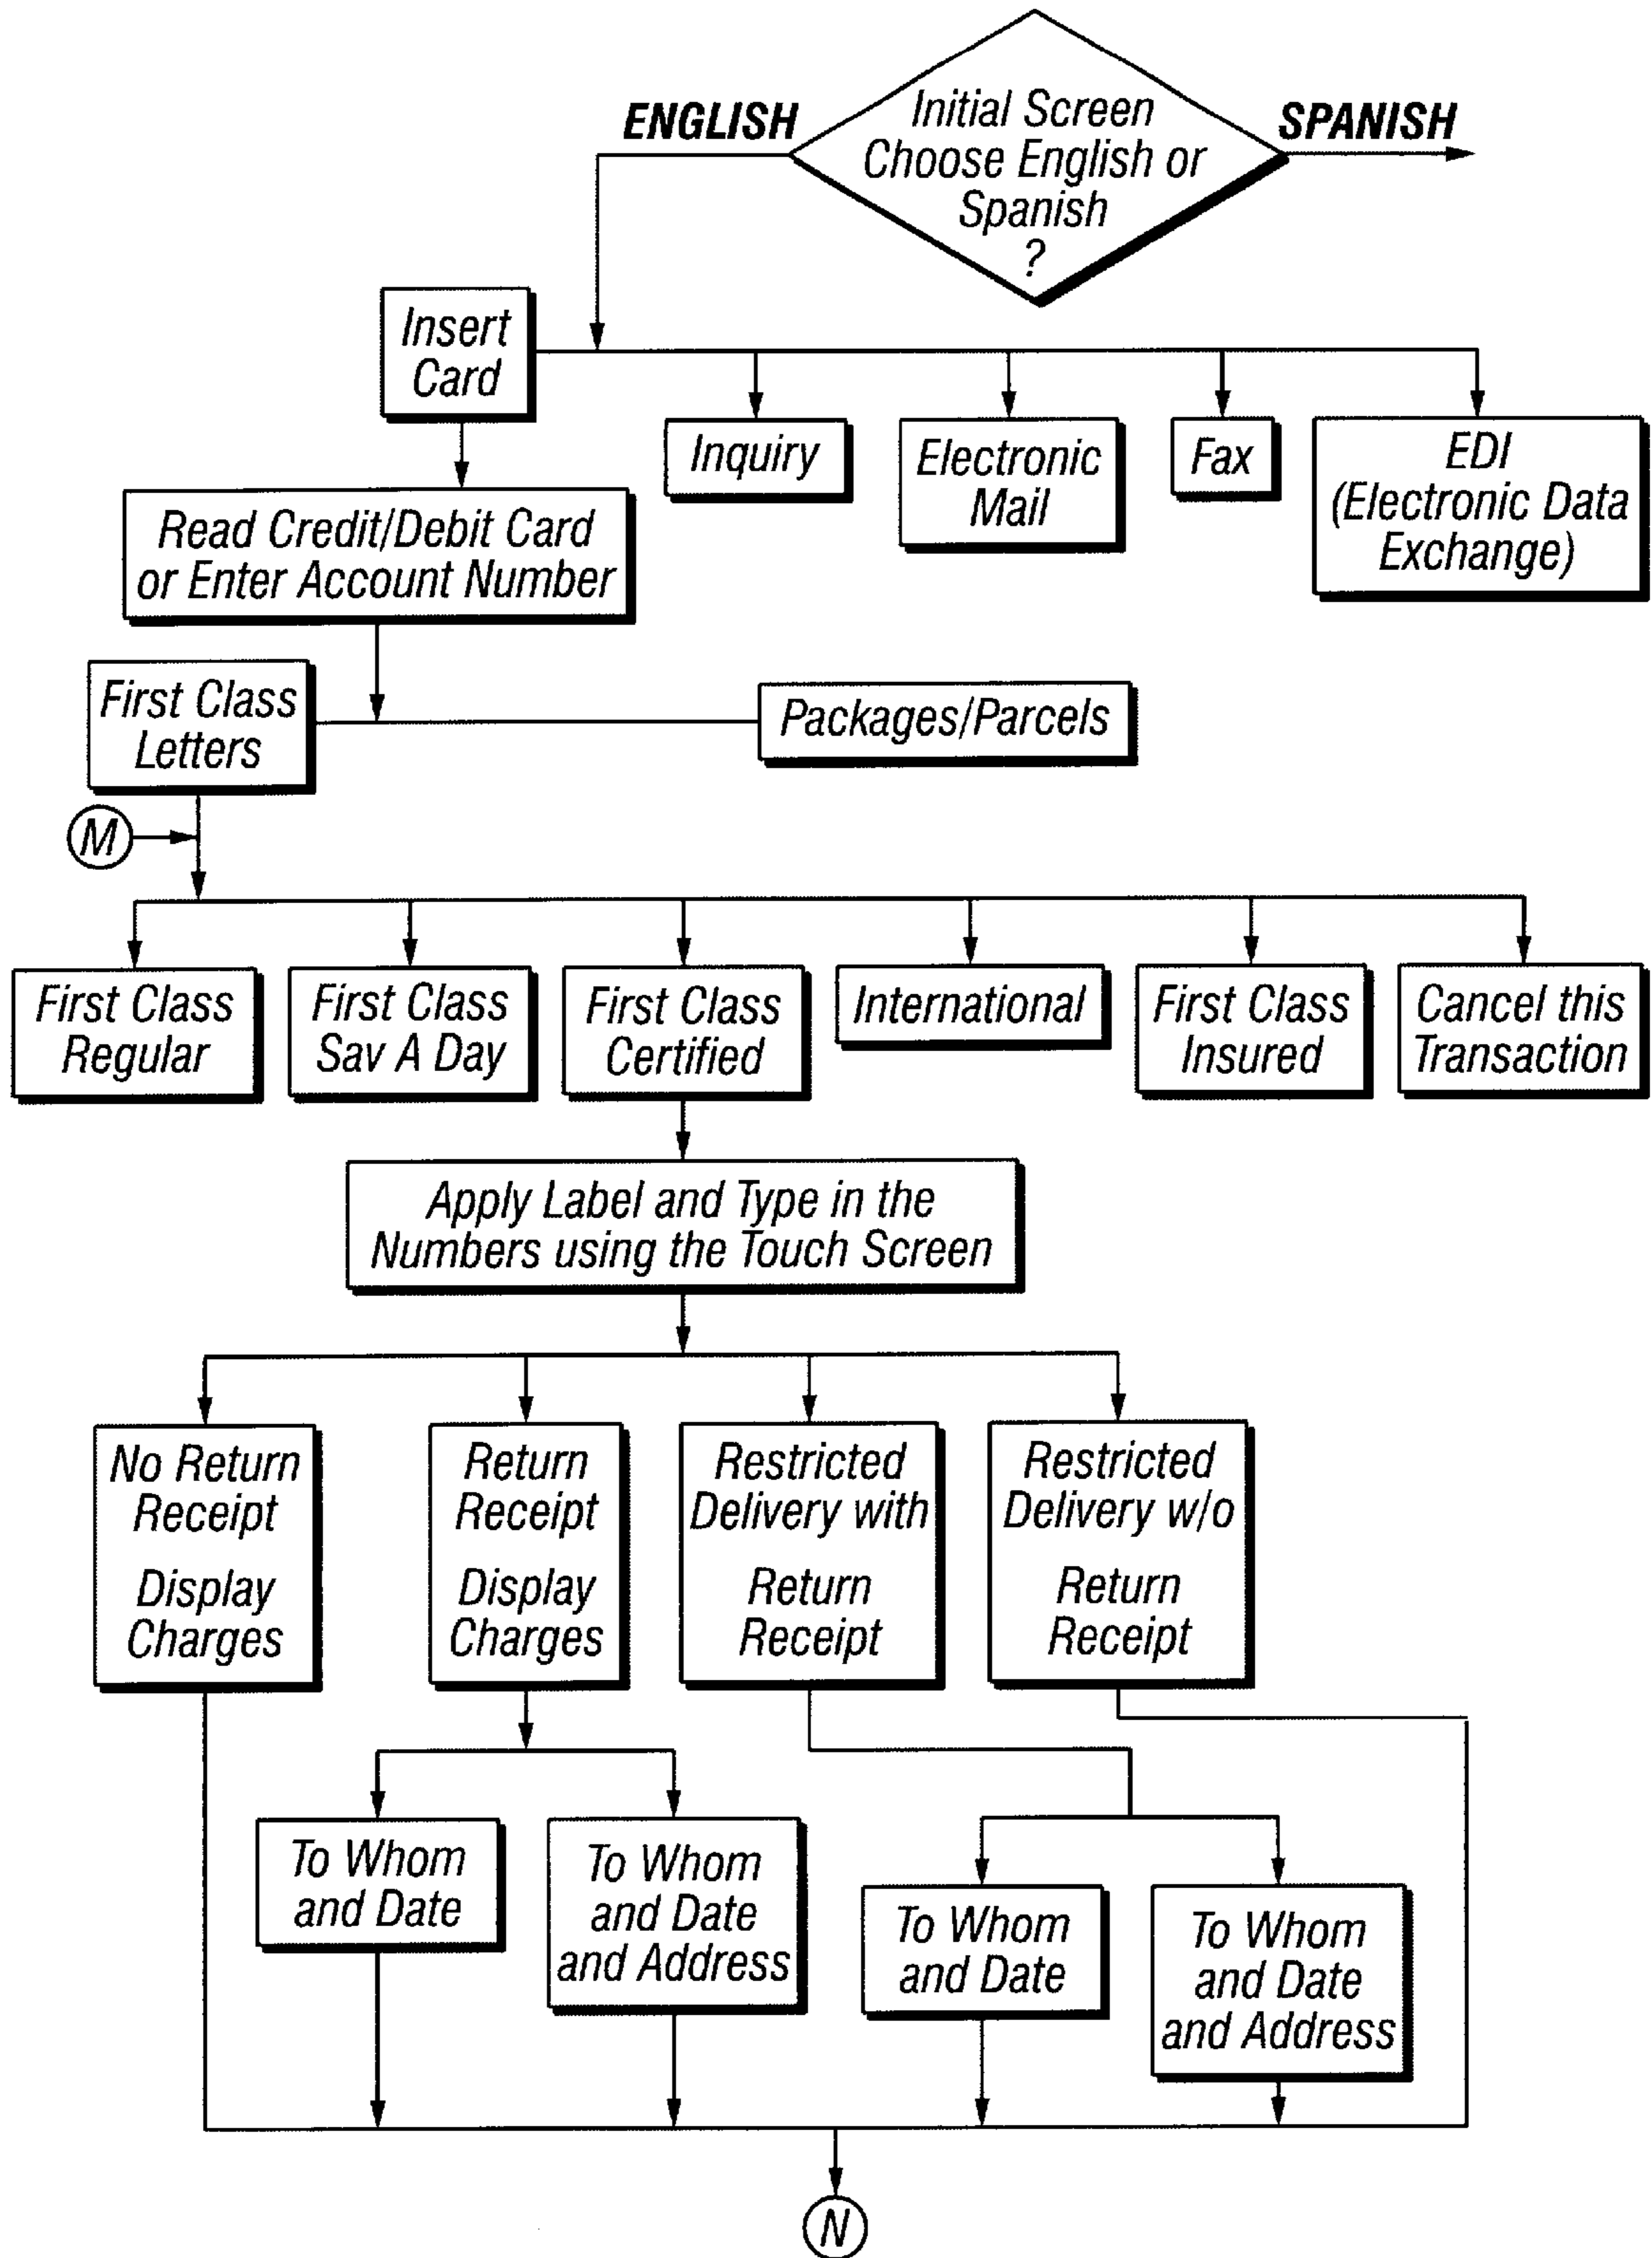 ENGLISH
Initial Screen
Choose English or
Spanish
?
SPANISH
Insert
Card
Inquiry
Electronic
Mail
Fax
EDI
(Electronic Data
Exchange)
Read Credit/Debit Card
or Enter Account Number
First Class
Letters
Packages/Parcels
M
First Class
Regular
First Class
Sav A Day
First Class
Certified
International
First Class
Insured
Cancel this
Transaction
Apply Label and Type in the
Numbers using the Touch Screen
No Return
Receipt
Display
Charges
Return
Receipt
Display
Charges
Restricted
Delivery with
Return
Receipt
Restricted
Delivery w/o
Return
Receipt
To Whom
and Date
To Whom
and Date
and Address
To Whom
and Date
To Whom
and Date
and Address
N